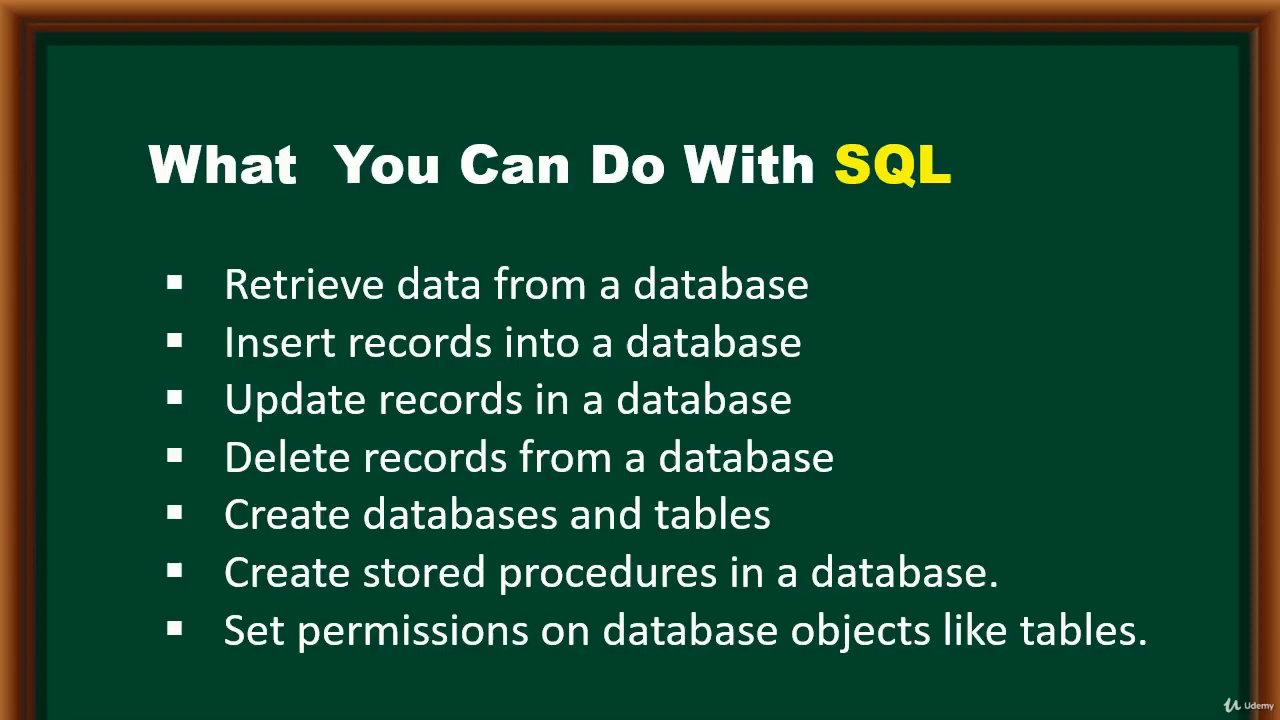 What  You Can Do With SQL
▪ Retrieve data from a database
▪ Insert records into a database
▪ Update records in a database
▪ Delete records from a database
▪ Create databases and tables
▪ Create stored procedures in a database.
▪ Set permissions on database objects like tables.
Udemy